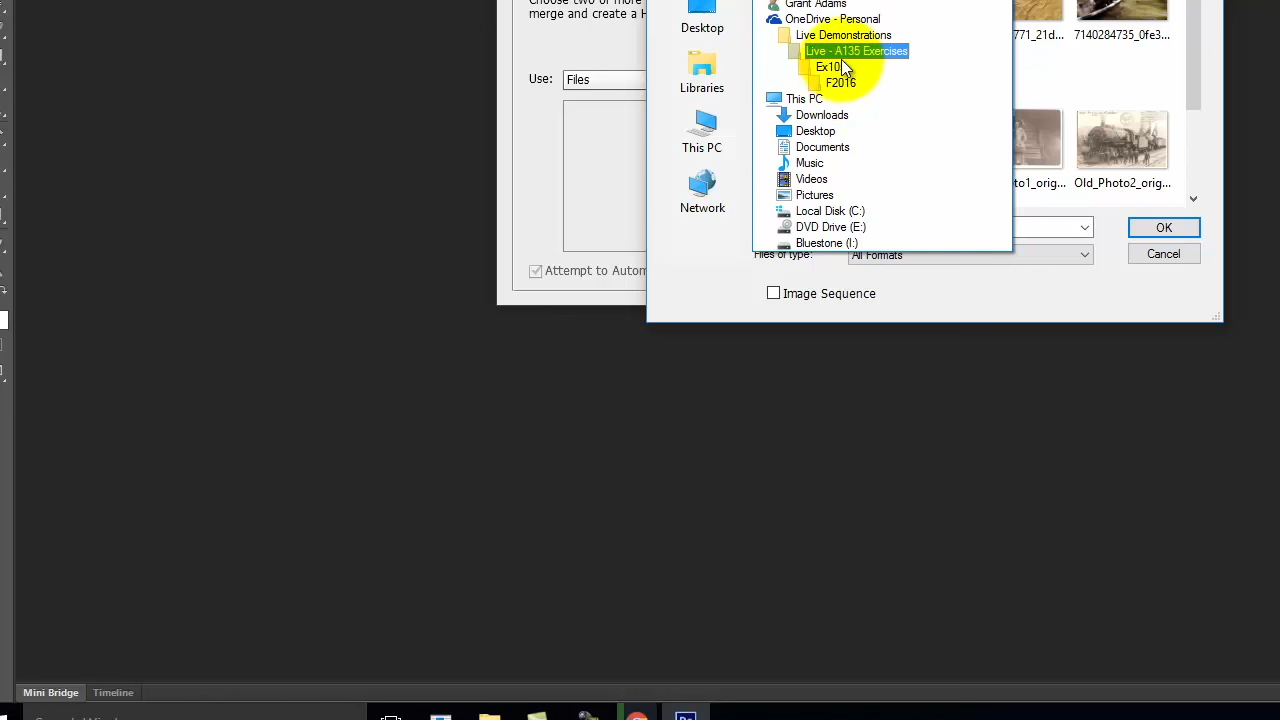 Choose two of more
merge and create a H
Use:
Files
Attempt to Autom
Desktop
Libraries
This PC
Network
Grant Adams
OneDrive - Personal
Live Demonstrations
Live - A135 Exercises
Ex10
F2016
This PC
Downloads
Desktop
Documents
Music
Videos
Pictures
Local Disk (C:)
DVD Drive (E:)
Bluestone (I:)
771_21d...
7140284735_0fe3...
to1_orig...
Old_Photo2_orig...
OK
Files of type:
All Formats
Cancel
Image Sequence
Mini Bridge
Timeline